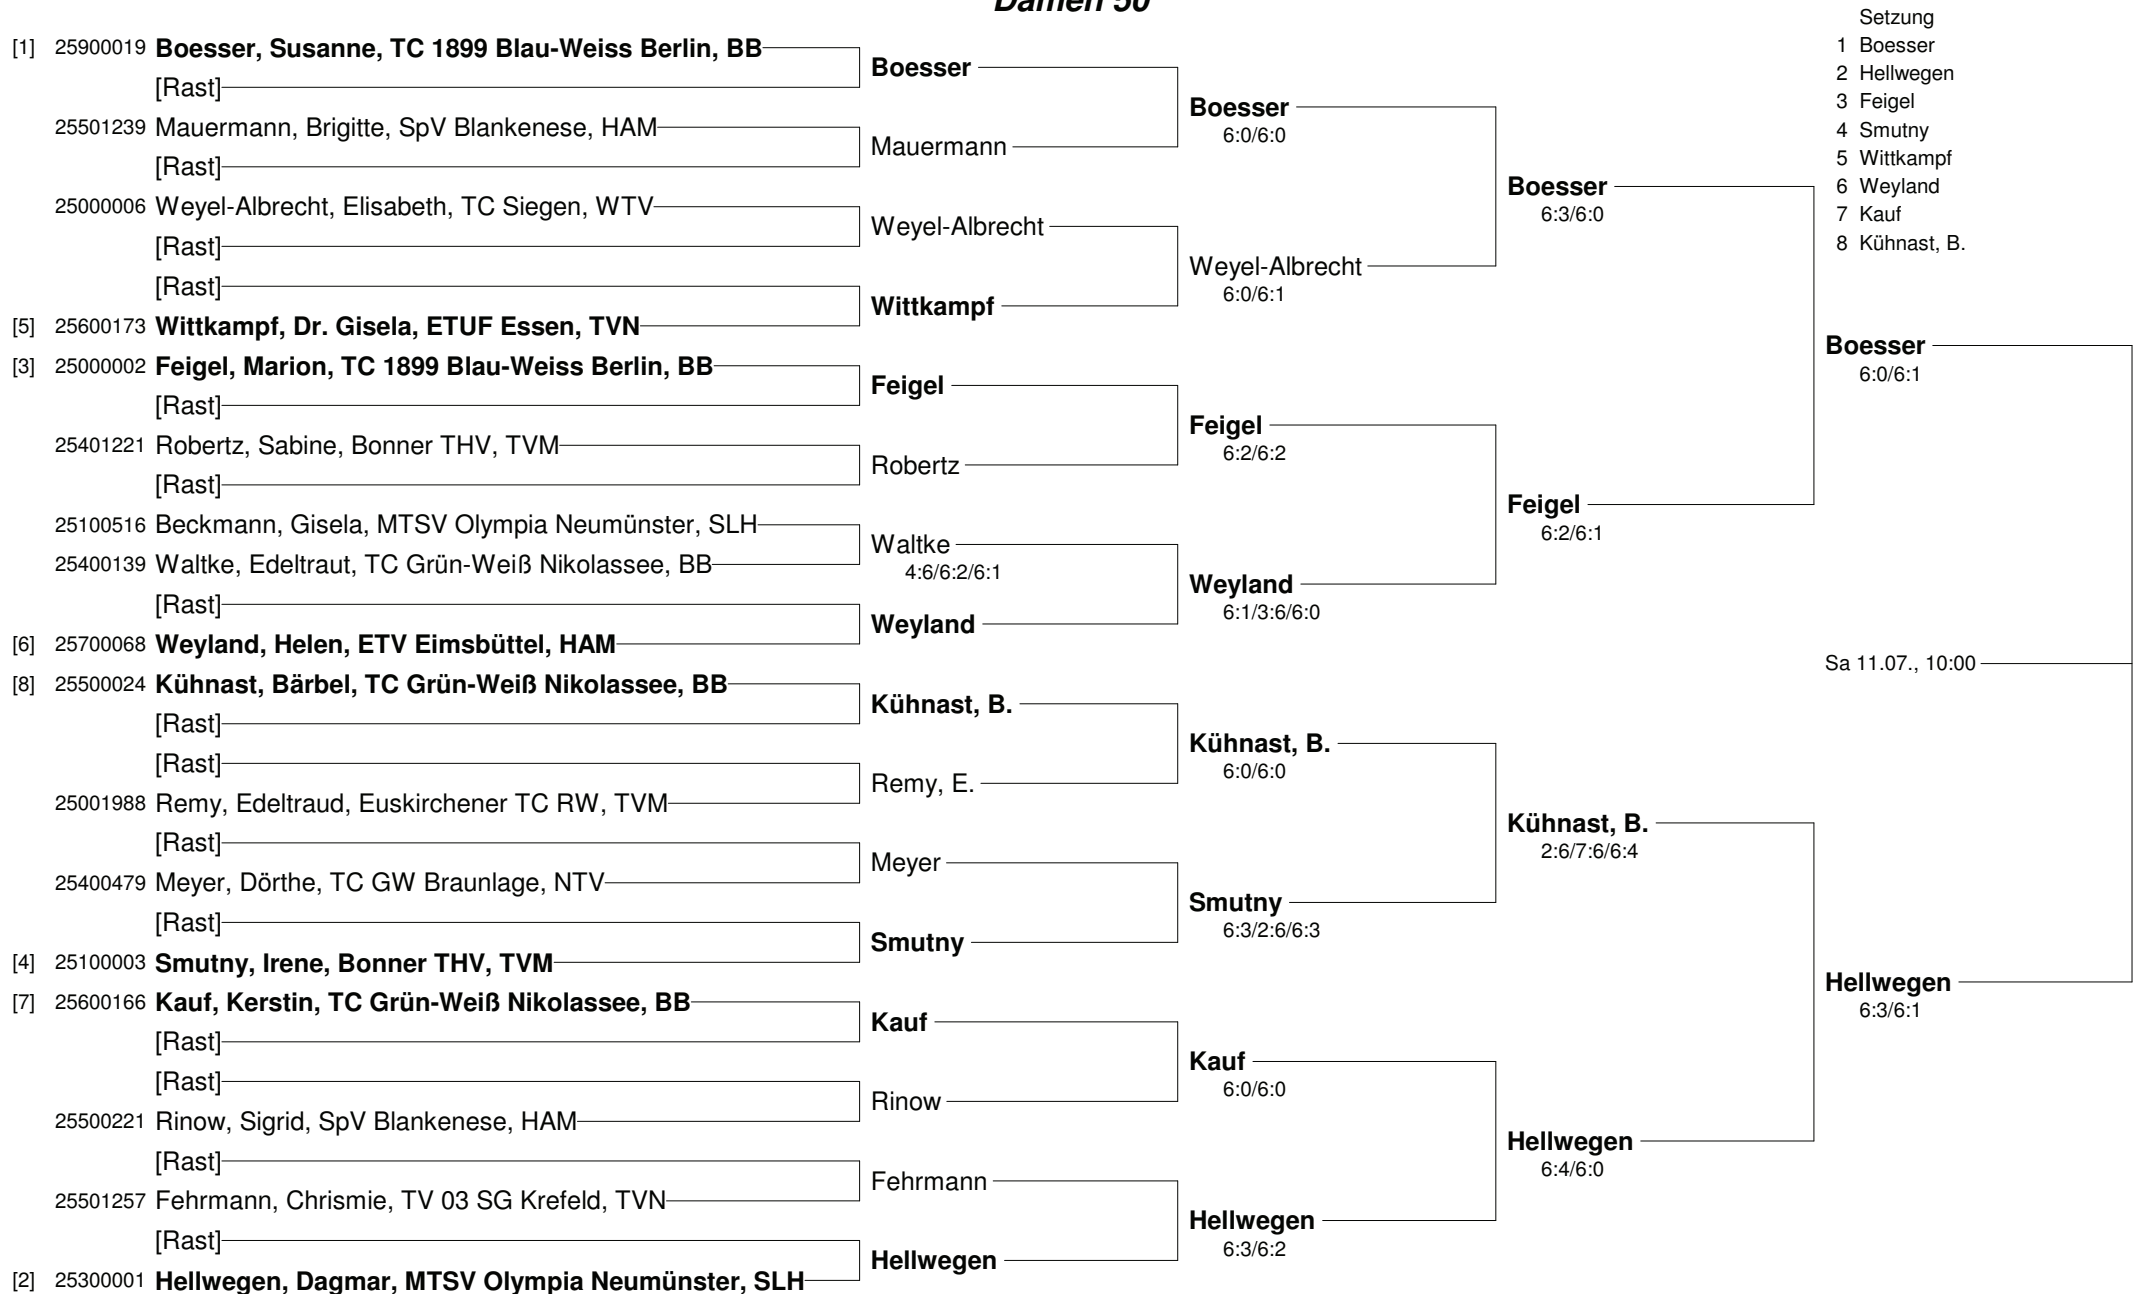 Damen 50
[1] 25900019 Boesser, Susanne, TC 1899 Blau-Weiss Berlin, BB
[Rast]
25501239 Mauermann, Brigitte, SpV Blankenese, HAM
[Rast]
25000006 Weyel-Albrecht, Elisabeth, TC Siegen, WTV
[Rast]
[Rast]
[5] 25600173 Wittkampf, Dr. Gisela, ETUF Essen, TVN
[3] 25000002 Feigel, Marion, TC 1899 Blau-Weiss Berlin, BB
[Rast]
25401221 Robertz, Sabine, Bonner THV, TVM
[Rast]
25100516 Beckmann, Gisela, MTSV Olympia Neumünster, SLH
25400139 Waltke, Edeltraut, TC Grün-Weiß Nikolassee, BB
[Rast]
[6] 25700068 Weyland, Helen, ETV Eimsbüttel, HAM
[8] 25500024 Kühnast, Bärbel, TC Grün-Weiß Nikolassee, BB
[Rast]
[Rast]
25001988 Remy, Edeltraud, Euskirchener TC RW, TVM
[Rast]
25400479 Meyer, Dörthe, TC GW Braunlage, NTV
[Rast]
[4] 25100003 Smutny, Irene, Bonner THV, TVM
[7] 25600166 Kauf, Kerstin, TC Grün-Weiß Nikolassee, BB
[Rast]
[Rast]
25500221 Rinow, Sigrid, SpV Blankenese, HAM
[Rast]
25501257 Fehrmann, Chrismie, TV 03 SG Krefeld, TVN
[Rast]
[2] 25300001 Hellwegen, Dagmar, MTSV Olympia Neumünster, SLH
Boesser
Mauermann
Weyel-Albrecht
Wittkampf
Feigel
Robertz
Waltke
4:6/6:2/6:1
Weyland
Kühnast, B.
Remy, E.
Meyer
Smutny
Kauf
Rinow
Fehrmann
Hellwegen
Boesser
6:0/6:0
Weyel-Albrecht
6:0/6:1
Feigel
6:2/6:2
Weyland
6:1/3:6/6:0
Kühnast, B.
6:0/6:0
Smutny
6:3/2:6/6:3
Kauf
6:0/6:0
Hellwegen
6:3/6:2
Boesser
6:3/6:0
Feigel
6:2/6:1
Kühnast, B.
2:6/7:6/6:4
Hellwegen
6:4/6:0
Setzung
1 Boesser
2 Hellwegen
3 Feigel
4 Smutny
5 Wittkampf
6 Weyland
7 Kauf
8 Kühnast, B.
Boesser
6:0/6:1
Sa 11.07., 10:00
Hellwegen
6:3/6:1